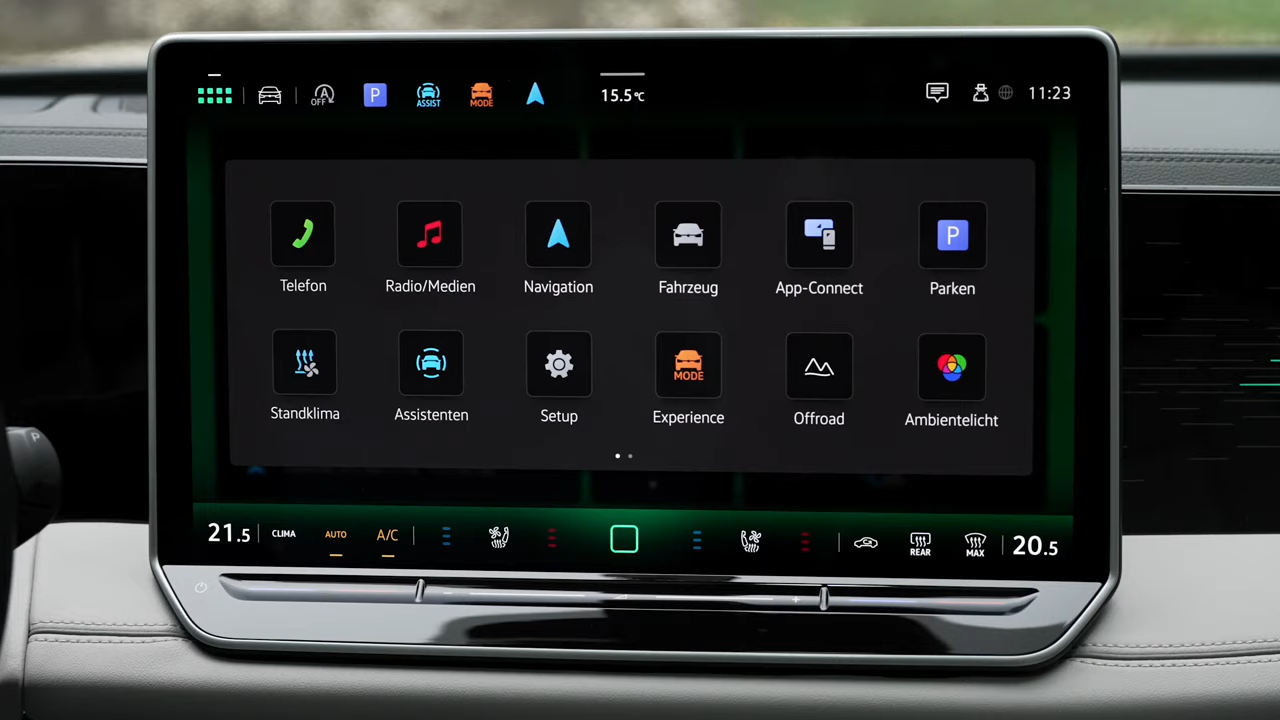 OFF P ASSIST MODE 15.5°C 11:23
Telefon Radio/Medien Navigation Fahrzeug App-Connect P Parken
Standklima Assistenten Setup MODE Experience Offroad Ambientelicht
21.5 CLIMA AUTO A/C REAR MAX 20.5
P